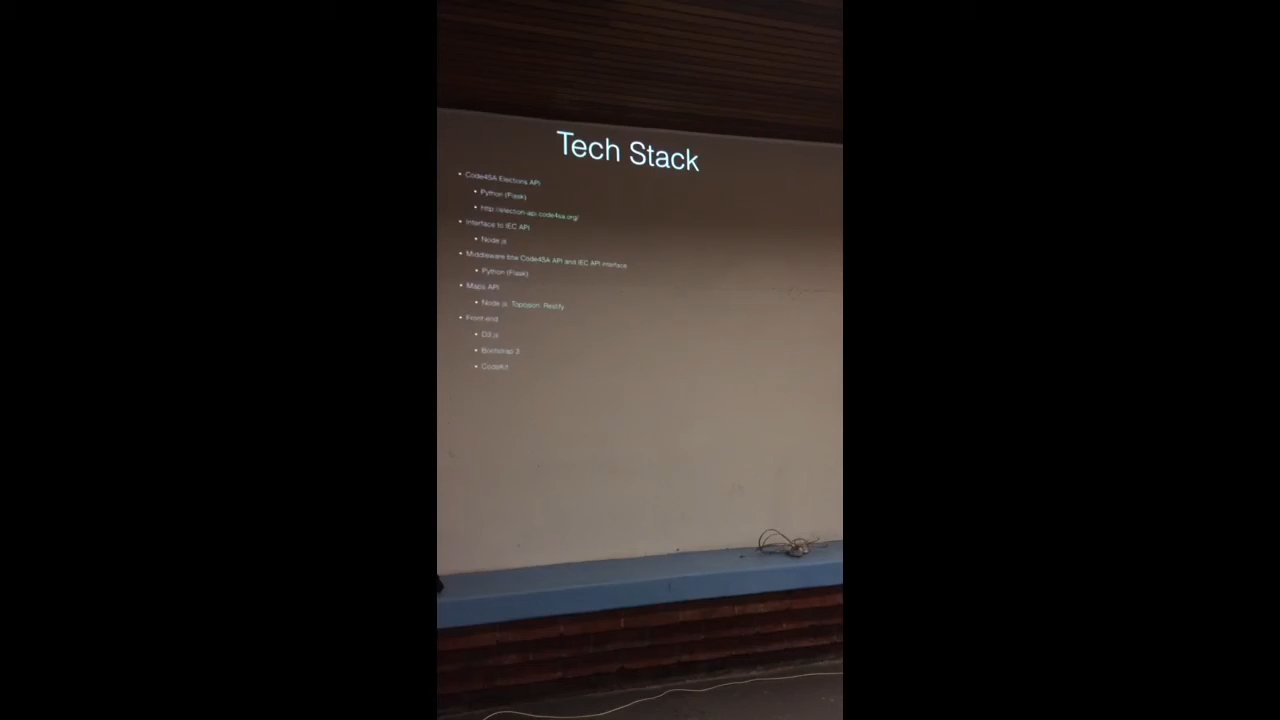 Tech Stack
• Code4SA Elections API
• Python (Flask)
• http://election-api.code4sa.org/
• Interface to IEC API
• Node.js
• Middleware btw Code4SA API and IEC API interface
• Python (Flask)
• Maps API
• Node.js Topojson Restify
• Front-end
• D3.js
• Bootstrap 3
• CodeKit